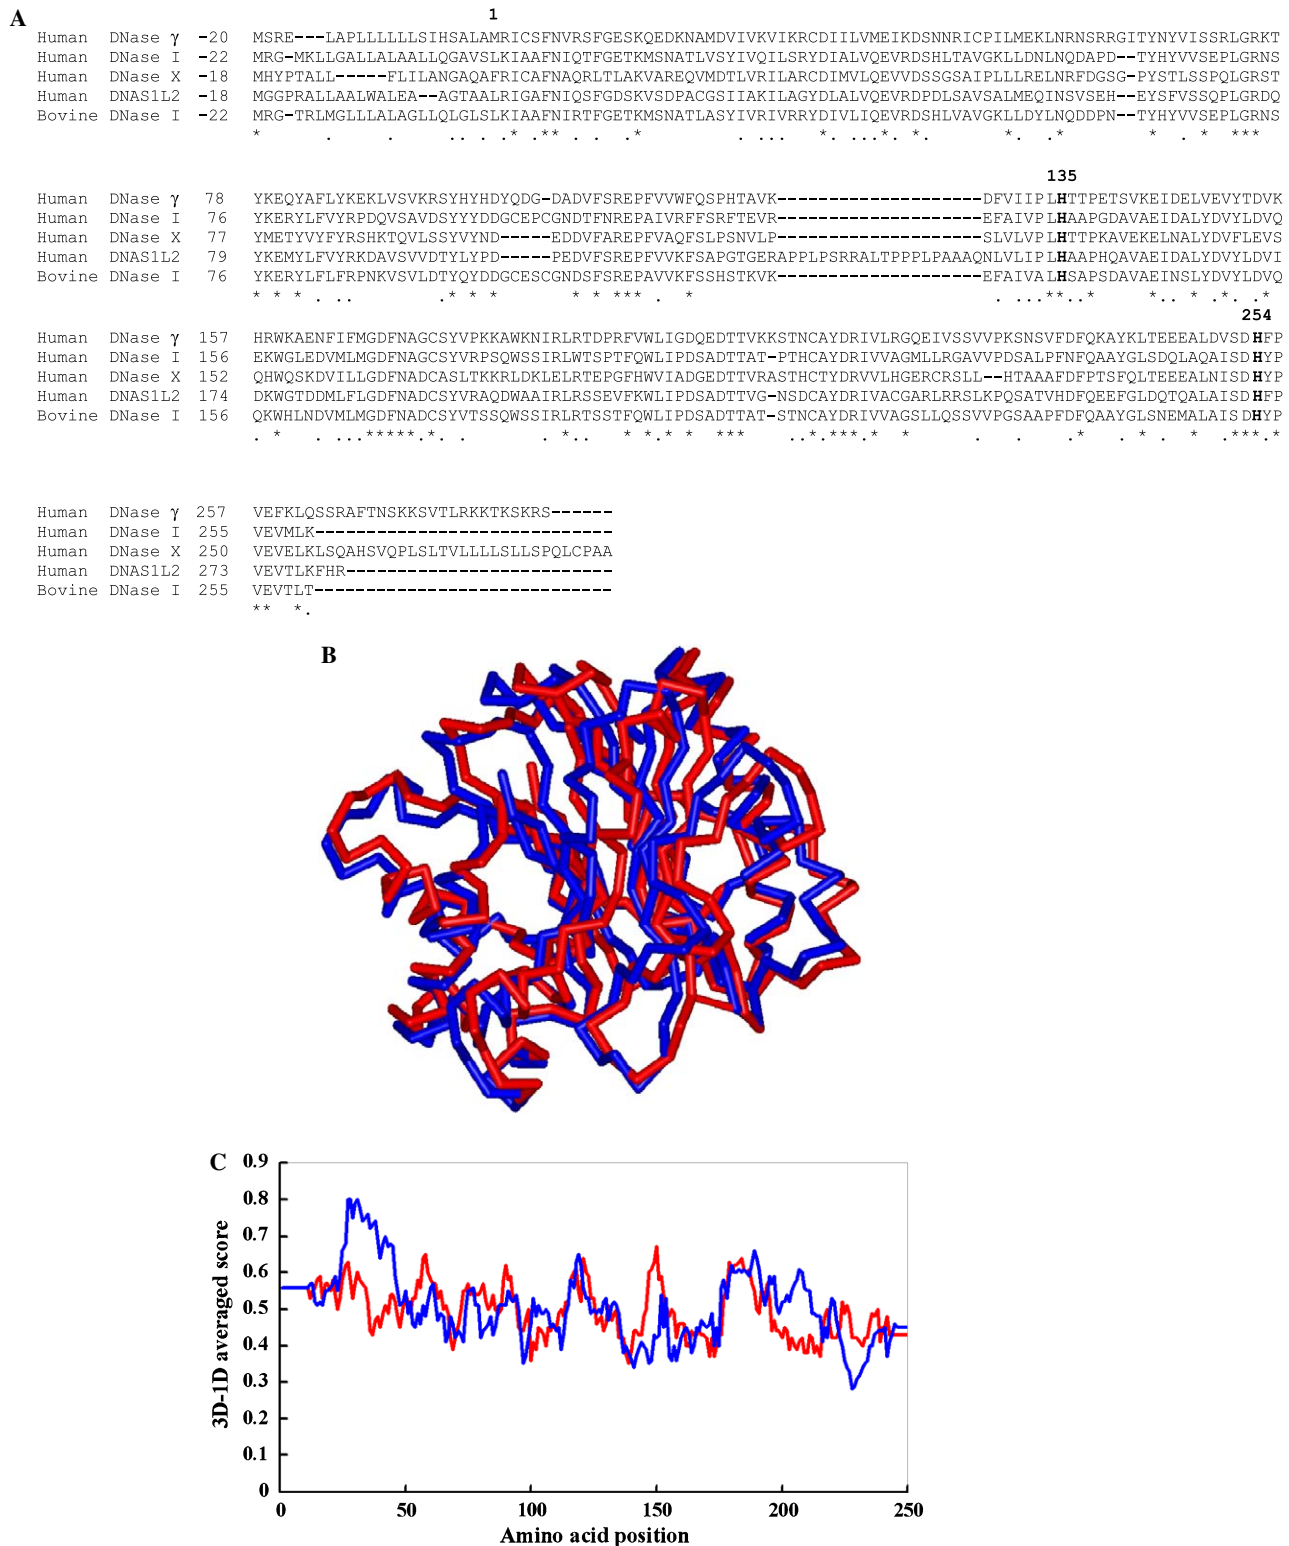 A
1
Human DNase γ -20 MSRE---LAPLLLLLLLSIHSALAMRICSFNVRSFGESKQEDKNAMDVIVKVIKRCDIILVMEIKDSNNRICPILMEKLNRNSRRGITYNYVISSRLGRKT
Human DNase I -22 MRG-MKLLGALLALAALLQGAVSLKIAAFNIQTFGETKMSNATLVSYIVQILSRYDIALVQEVRDSHLTAVGKLLDNLNQDAPD--TYHYVVSEPLGRNS
Human DNase X -18 MHYPTALL-----FLILANGAQAFRICAFNAQRLTLAKVAREQVMDTLVRILARCDIMVLQEVVDSSGSAIPLLLRELNRFDGSG-PYSTLSSPQLGRST
Human DNAS1L2 -18 MGGPRALLAALWALEA--AGTAALRIGAFNIQSFGDSKVSDPACGSIIAKILAGYDLALVQEVRDPDLSAVSALMEQINSVSEH--EYSFVSSQPLGRDQ
Bovine DNase I -22 MRG-TRLMGLLLALAGLLQLGLSLKIAAFNIRTFGETKMSNATLASYIVRIVRRYDIVLIQEVRDSHLVAVGKLLDYLNQDDPN--TYHYVVSEPLGRNS
135
Human DNase γ 78 YKEQYAFLYKEKLVSVKRSYHYHDYQDG-DADVFSREPFVVWFQSPHTAVK--------------------DFVIIPLHTTPETSVKEIDELVEVYTDVK
Human DNase I 76 YKERYLFVYRPDQVSAVDSYYYDDGCEPCGNDTFNREPAIVRFFSRFTEVR--------------------EFAIVPLHAAPGDAVAEIDALYDVYLDVQ
Human DNase X 77 YMETYVYFYRSHKTQVLSSYVYND-----EDDVFAREPFVAQFSLPSNVLP--------------------SLVLVPLHTTPKAVEKELNALYDVFLEVS
Human DNAS1L2 79 YKEMYLFVYRKDAVSVVDTYLYPD-----PEDVFSREPFVVKFSAPGTGERAPPLPSRRALTPPPLPAAAQNLVLIPLHAAPHQAVAEIDALYDVYLDVI
Bovine DNase I 76 YKERYLFLFRPNKVSVLDTYQYDDGCESCGNDSFSREPAVVKFSSHSTKVK--------------------EFAIVALHSAPSDAVAEINSLYDVYLDVQ
254
Human DNase γ 157 HRWKAENFIFMGDFNAGCSYVPKKAWKNIRLRTDPRFVWLIGDQEDTTVKKSTNCAYDRIVLRGQEIVSSVVPKSNSVFDFQKAYKLTEEEALDVSDHFP
Human DNase I 156 EKWGLEDVMLMGDFNAGCSYVRPSQWSSIRLWTSPTFQWLIPDSADTTAT-PTHCAYDRIVVAGMLLRGAVVPDSALPFNFQAAYGLSDQLAQAISDHYP
Human DNase X 152 QHWQSKDVILLGDFNADCASLTKKRLDKLELRTEPGFHWVIADGEDTTVRASTHCTYDRVVLHGERCRSLL--HTAAAFDFPTSFQLTEEEALNISDHYP
Human DNAS1L2 174 DKWGTDDMLFLGDFNADCSYVRAQDWAAIRLRSSEVFKWLIPDSADTTVG-NSDCAYDRIVACGARLRRSLKPQSATVHDFQEEFGLDQTQALAISDHFP
Bovine DNase I 156 QKWHLNDVMLMGDFNADCSYVTSSQWSSIRLRTSSTFQWLIPDSADTTAT-STNCAYDRIVVAGSLLQSSVVPGSAAPFDFQAAYGLSNEMALAISDHYP
Human DNase γ 257 VEFKLQSSRAFTNSKKSVTLRKKTKSKRS------
Human DNase I 255 VEVMLK-----------------------------
Human DNase X 250 VEVELKLSQAHSVQPLSLTVLLLLSLLSPQLCPAA
Human DNAS1L2 273 VEVTLKFHR--------------------------
Bovine DNase I 255 VEVTLT-----------------------------
** *.
B
C
0.9
0.8
0.7
0.6
0.5
0.4
0.3
0.2
0.1
0
3D-1D averaged score
0 50 100 150 200 250
Amino acid position